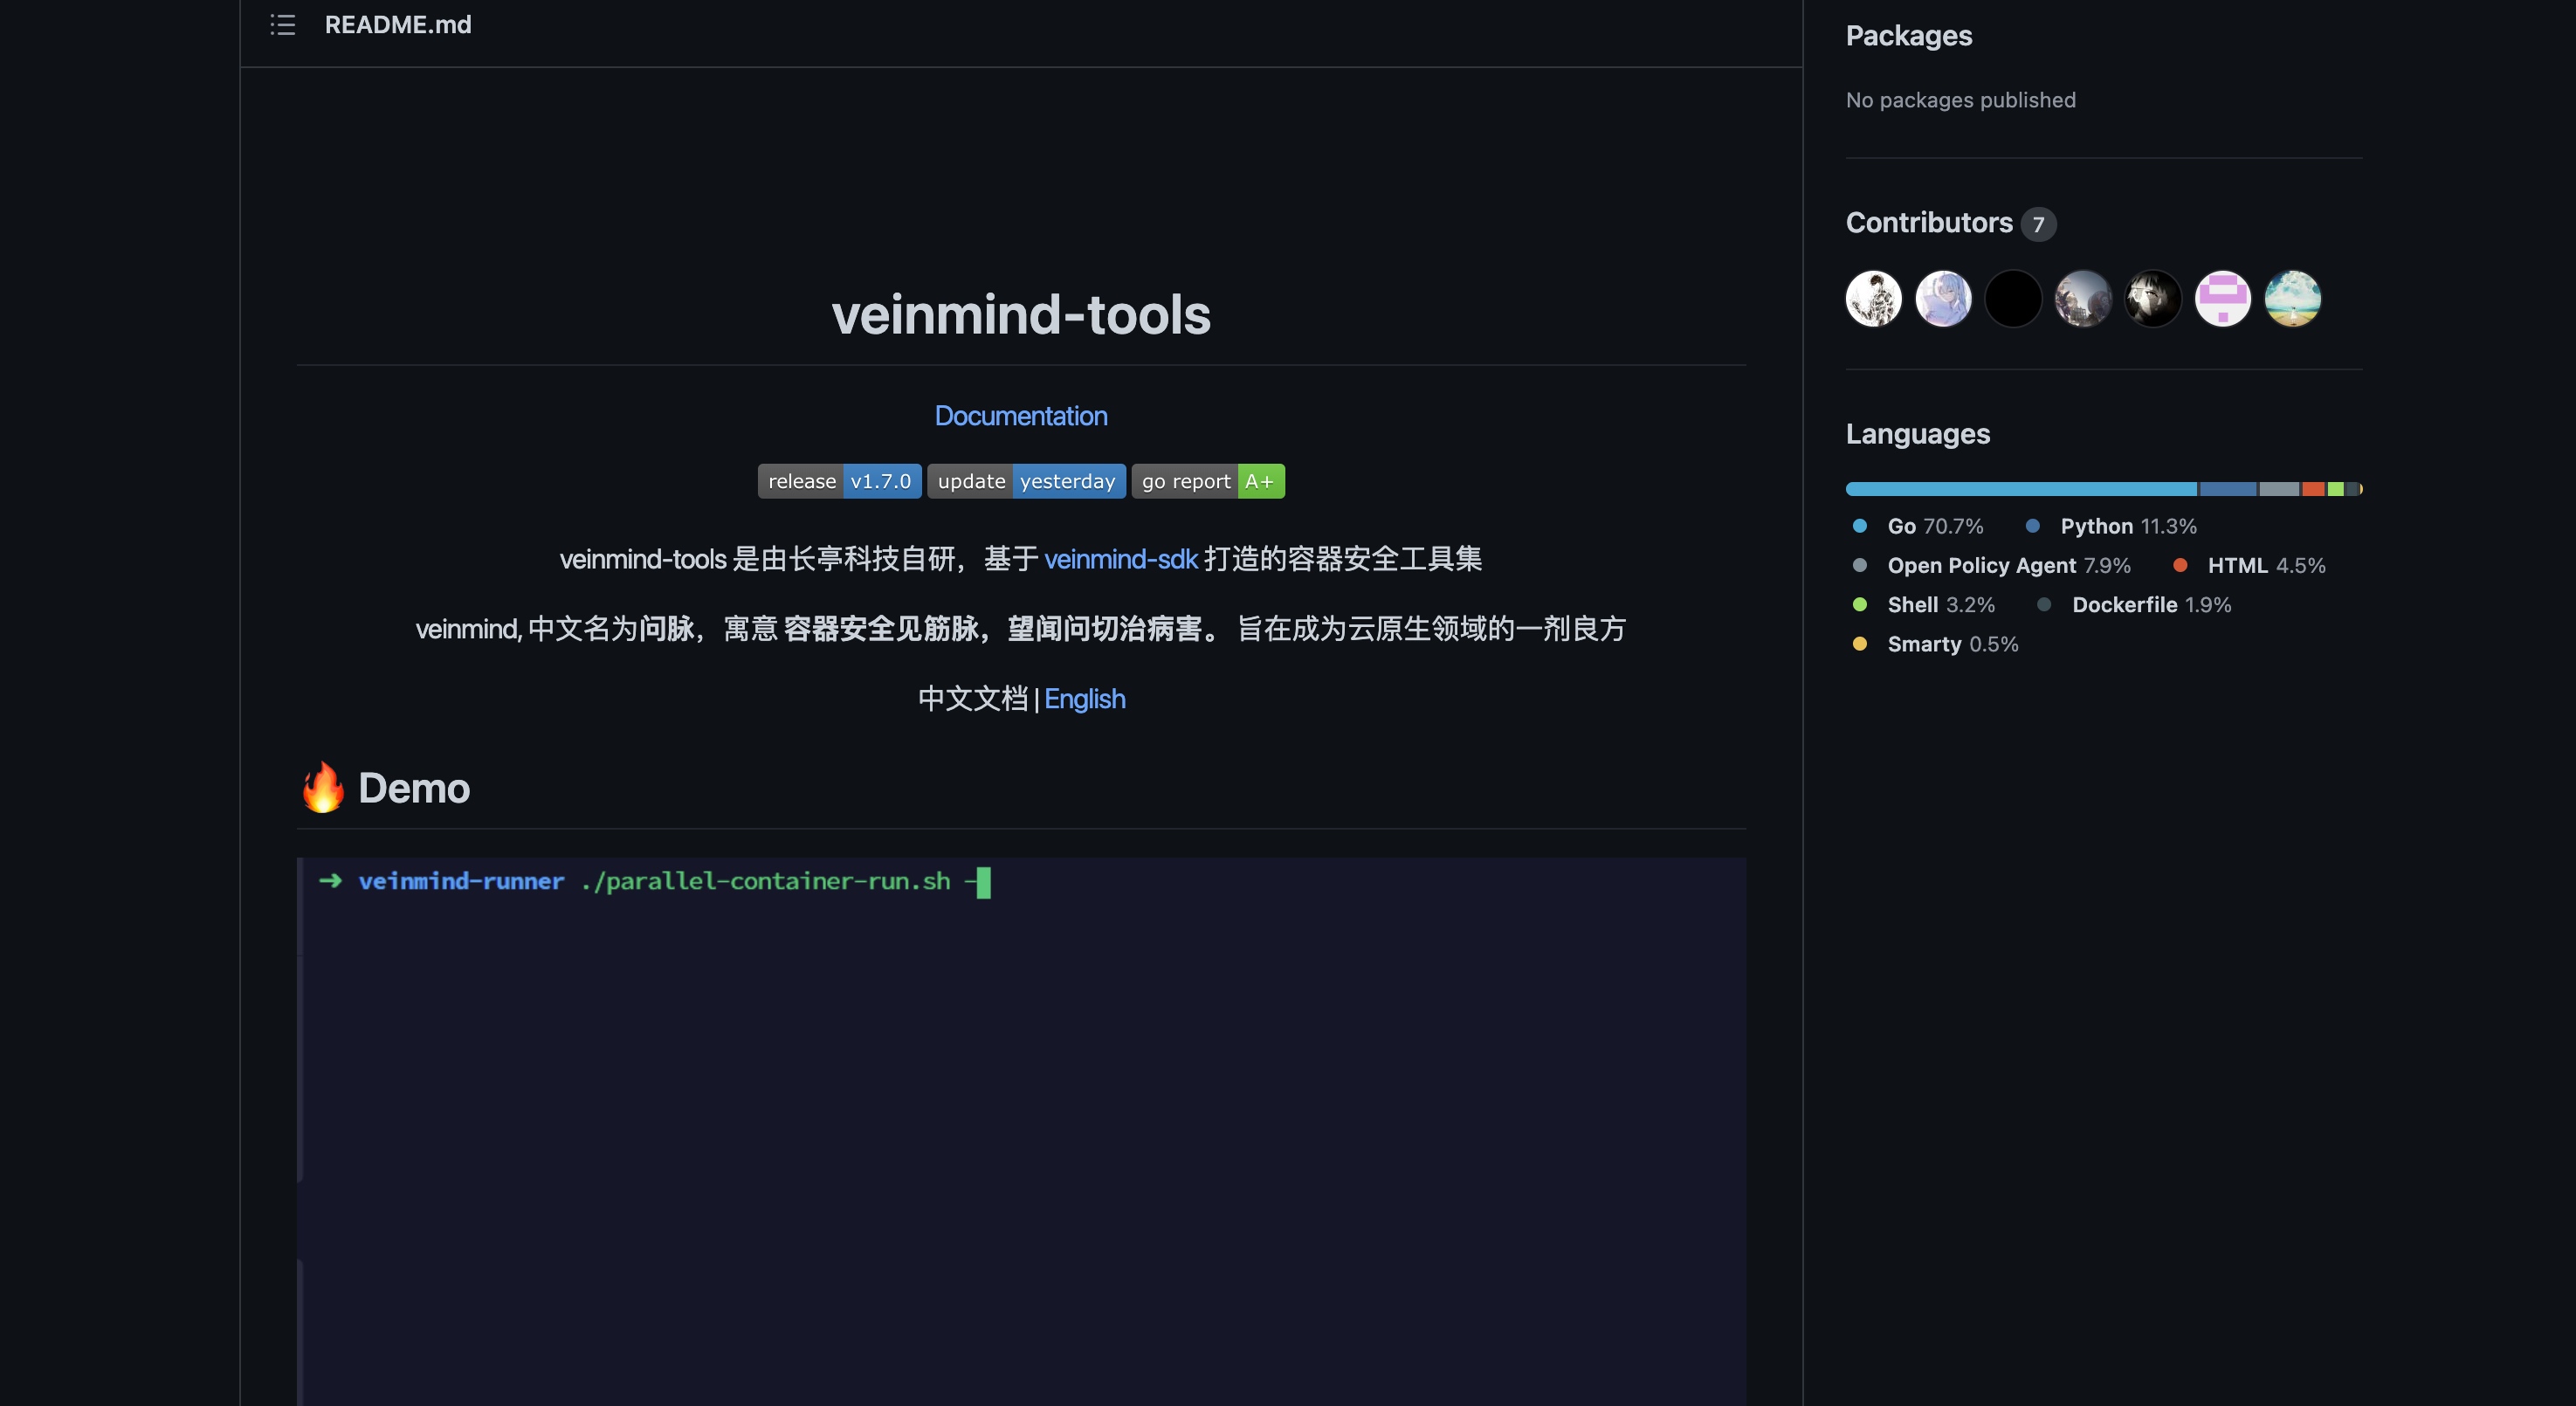 README.md
veinmind-tools
Documentation
release v1.7.0 update yesterday go report A+
veinmind-tools 是由长亭科技自研，基于 veinmind-sdk 打造的容器安全工具集
veinmind, 中文名为问脉，寓意 容器安全见筋脉，望闻问切治病害。 旨在成为云原生领域的一剂良方
中文文档 | English
🔥 Demo
➜ veinmind-runner ./parallel-container-run.sh -
Packages
No packages published
Contributors 7
Languages
Go 70.7% Python 11.3%
Open Policy Agent 7.9% HTML 4.5%
Shell 3.2% Dockerfile 1.9%
Smarty 0.5%